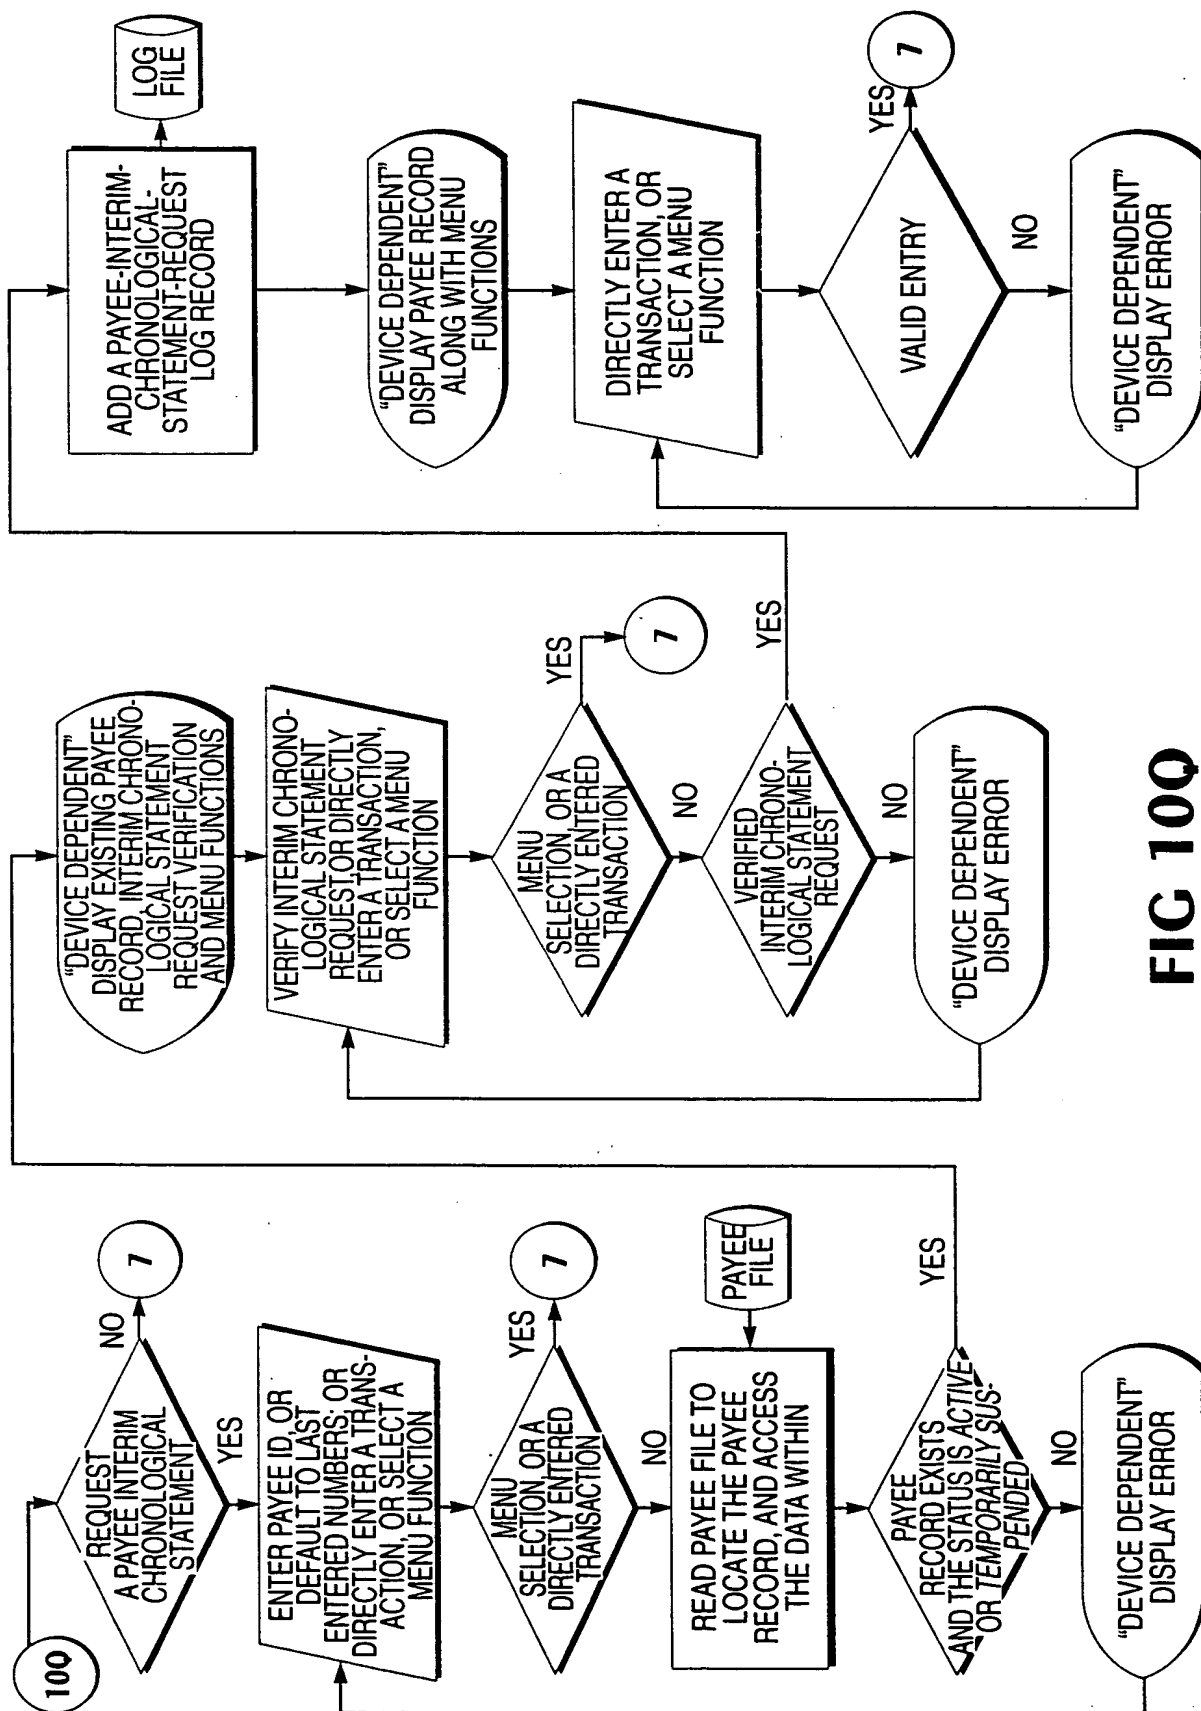 10Q
REQUEST
A PAYEE INTERIM
CHRONOLOGICAL
STATEMENT
NO
7
YES
ENTER PAYEE ID, OR
DEFAULT TO LAST
ENTERED NUMBERS; OR
DIRECTLY ENTER A TRANS-
ACTION, OR SELECT A
MENU FUNCTION
MENU
SELECTION, OR A
DIRECTLY ENTERED
TRANSACTION
YES
7
NO
READ PAYEE FILE TO
LOCATE THE PAYEE
RECORD, AND ACCESS
THE DATA WITHIN
PAYEE
FILE
PAYEE
RECORD EXISTS
AND THE STATUS IS ACTIVE
OR TEMPORARILY SUS-
PENDED
YES
NO
“DEVICE DEPENDENT”
DISPLAY ERROR
“DEVICE DEPENDENT”
DISPLAY EXISTING PAYEE
RECORD, INTERIM CHRONO-
LOGICAL STATEMENT
REQUEST VERIFICATION
AND MENU FUNCTIONS
VERIFY INTERIM CHRONO-
LOGICAL STATEMENT
REQUEST, OR DIRECTLY
ENTER A TRANSACTION,
OR SELECT A MENU
FUNCTION
MENU
SELECTION, OR A
DIRECTLY ENTERED
TRANSACTION
YES
7
NO
VERIFIED
INTERIM CHRONO-
LOGICAL STATEMENT
REQUEST
YES
NO
“DEVICE DEPENDENT”
DISPLAY ERROR
ADD A PAYEE-INTERIM-
CHRONOLOGICAL-
STATEMENT-REQUEST
LOG RECORD
LOG
FILE
“DEVICE DEPENDENT”
DISPLAY PAYEE RECORD
ALONG WITH MENU
FUNCTIONS
DIRECTLY ENTER A
TRANSACTION, OR
SELECT A MENU
FUNCTION
VALID ENTRY
YES
7
NO
“DEVICE DEPENDENT”
DISPLAY ERROR
FIG 10Q